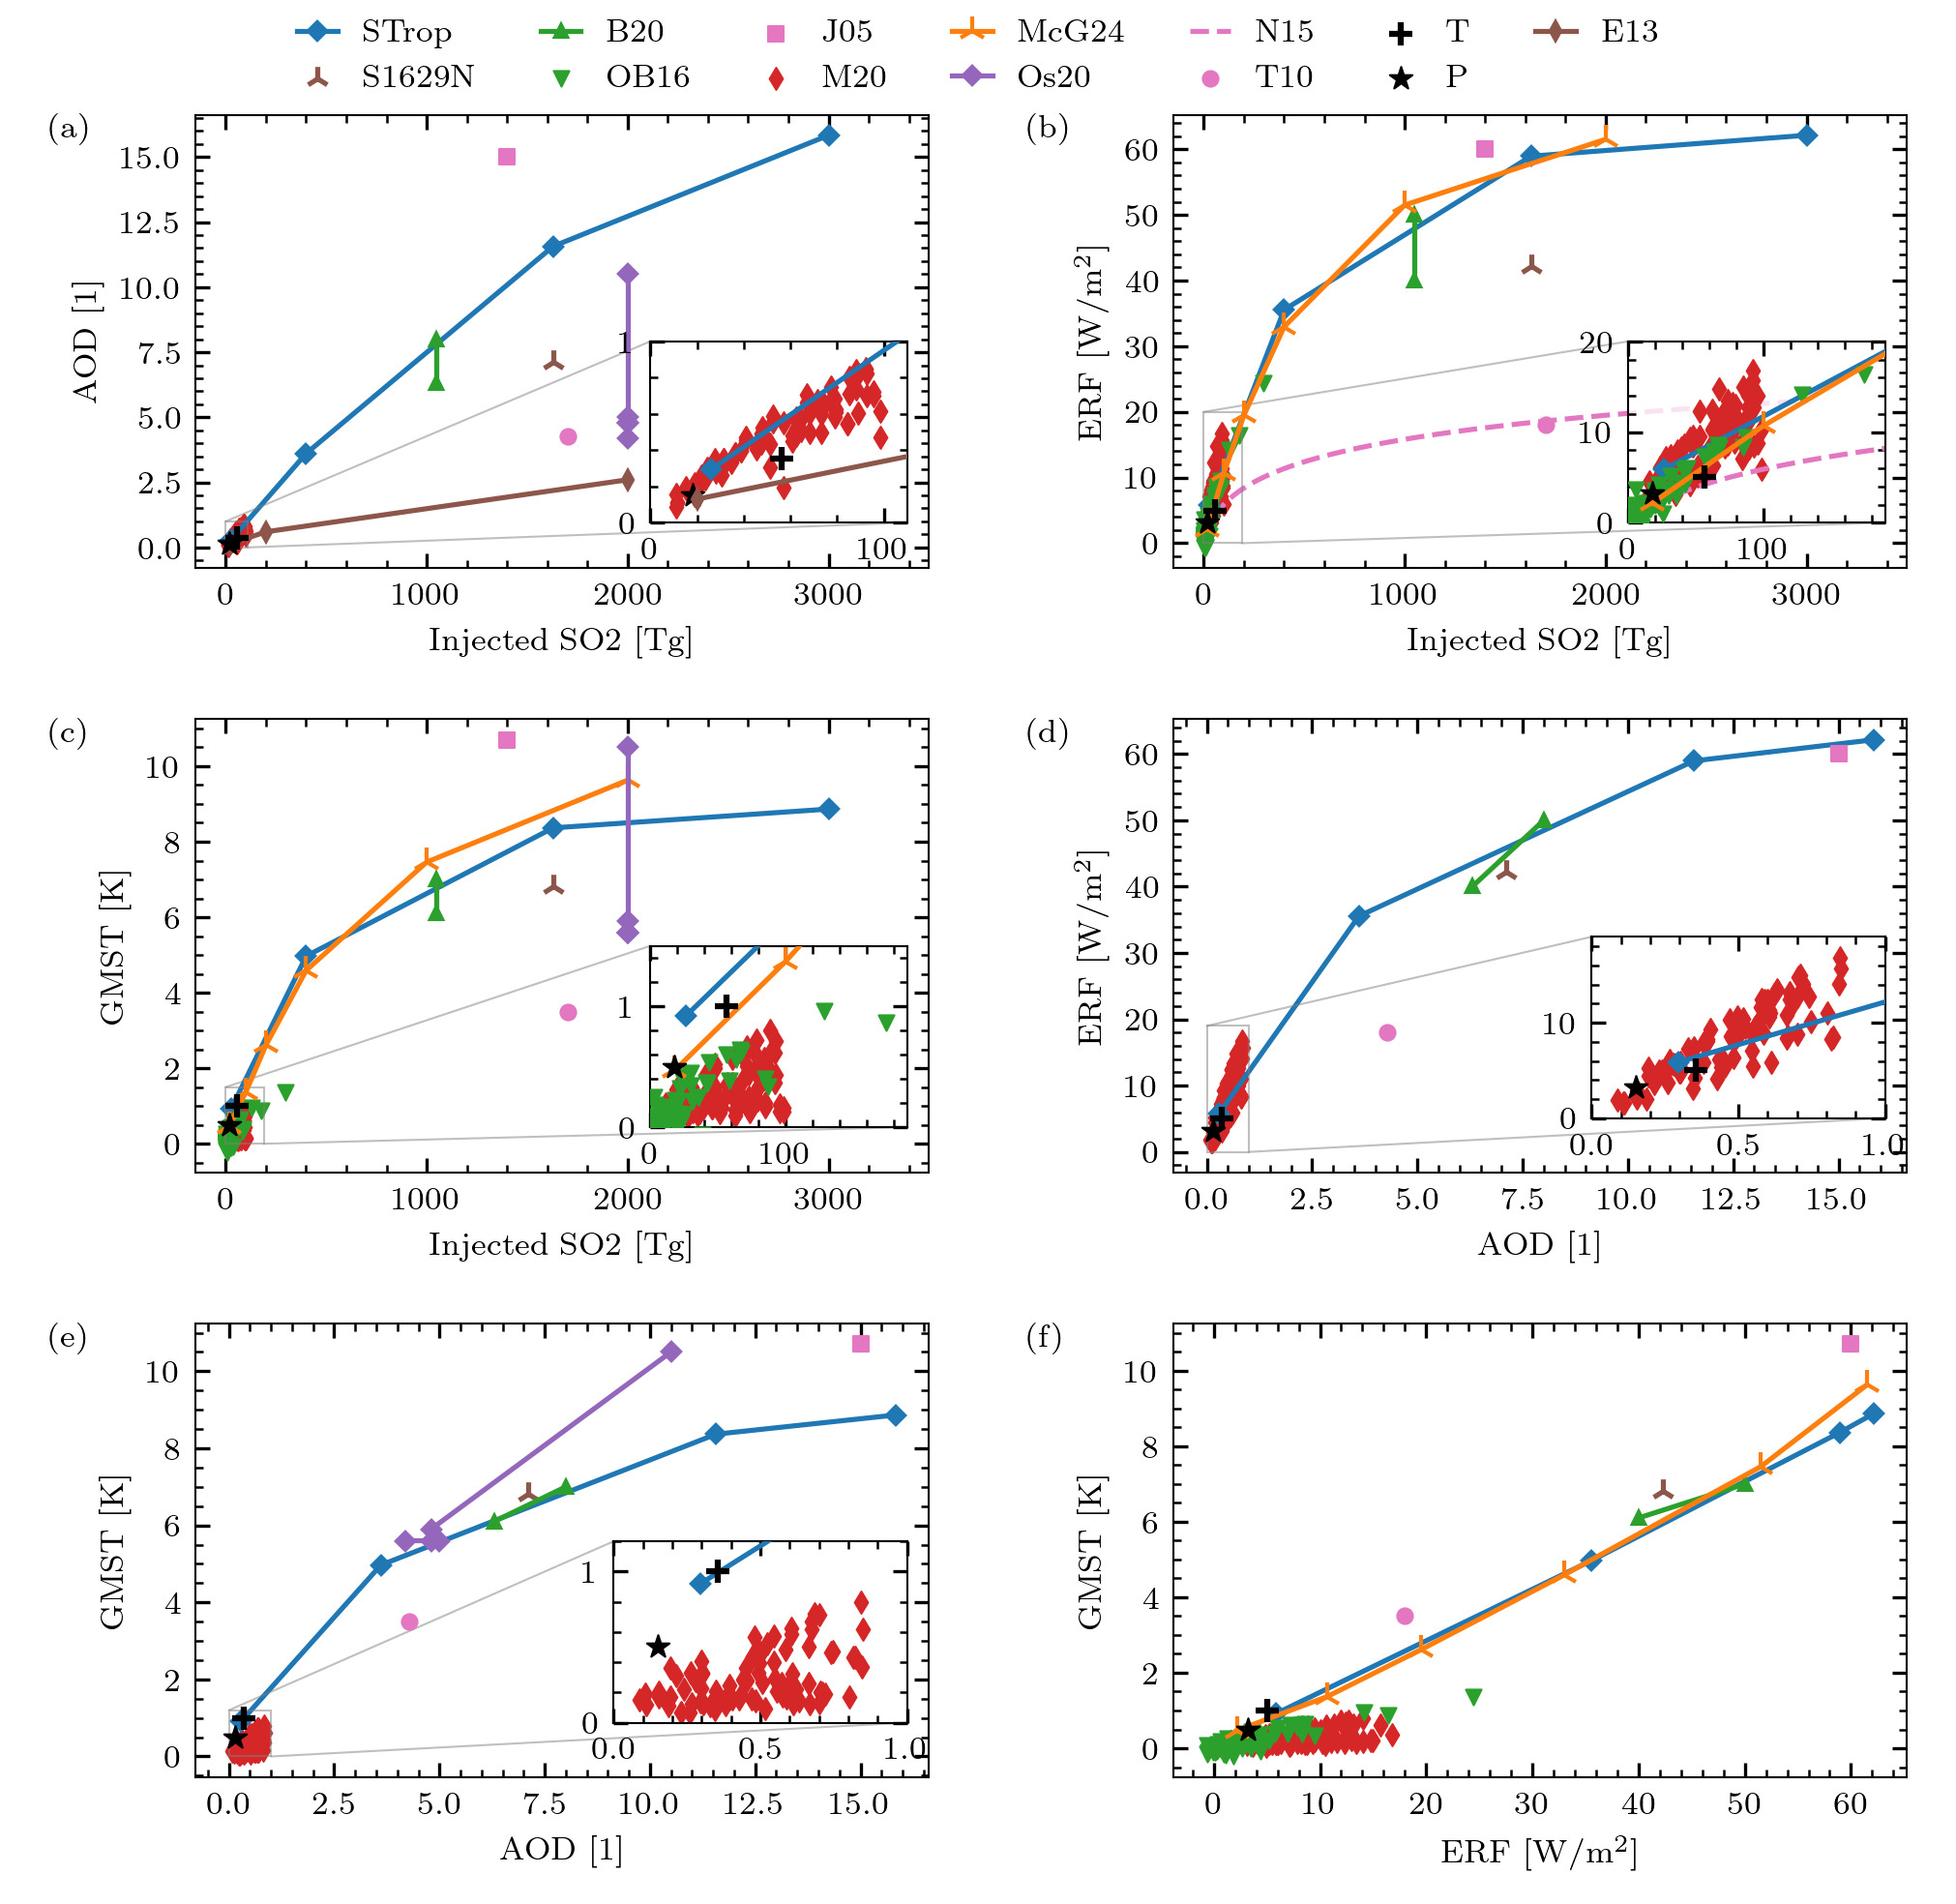 STrop B20 J05 McG24 N15 T E13
S1629N OB16 M20 Os20 T10 P
(a)
15.0
12.5
10.0
7.5
5.0
2.5
0.0
AOD [1]
1
0
0 100
0 1000 2000 3000
Injected SO2 [Tg]
(b)
60
50
40
30
20
10
0
ERF [W/m²]
20
10
0
0 100
0 1000 2000 3000
Injected SO2 [Tg]
(c)
10
8
6
4
2
0
GMST [K]
1
0
0 100
0 1000 2000 3000
Injected SO2 [Tg]
(d)
60
50
40
30
20
10
0
ERF [W/m²]
10
0
0.0 0.5 1.0
0.0 2.5 5.0 7.5 10.0 12.5 15.0
AOD [1]
(e)
10
8
6
4
2
0
GMST [K]
1
0
0.0 0.5 1.0
0.0 2.5 5.0 7.5 10.0 12.5 15.0
AOD [1]
(f)
10
8
6
4
2
0
GMST [K]
0 10 20 30 40 50 60
ERF [W/m²]